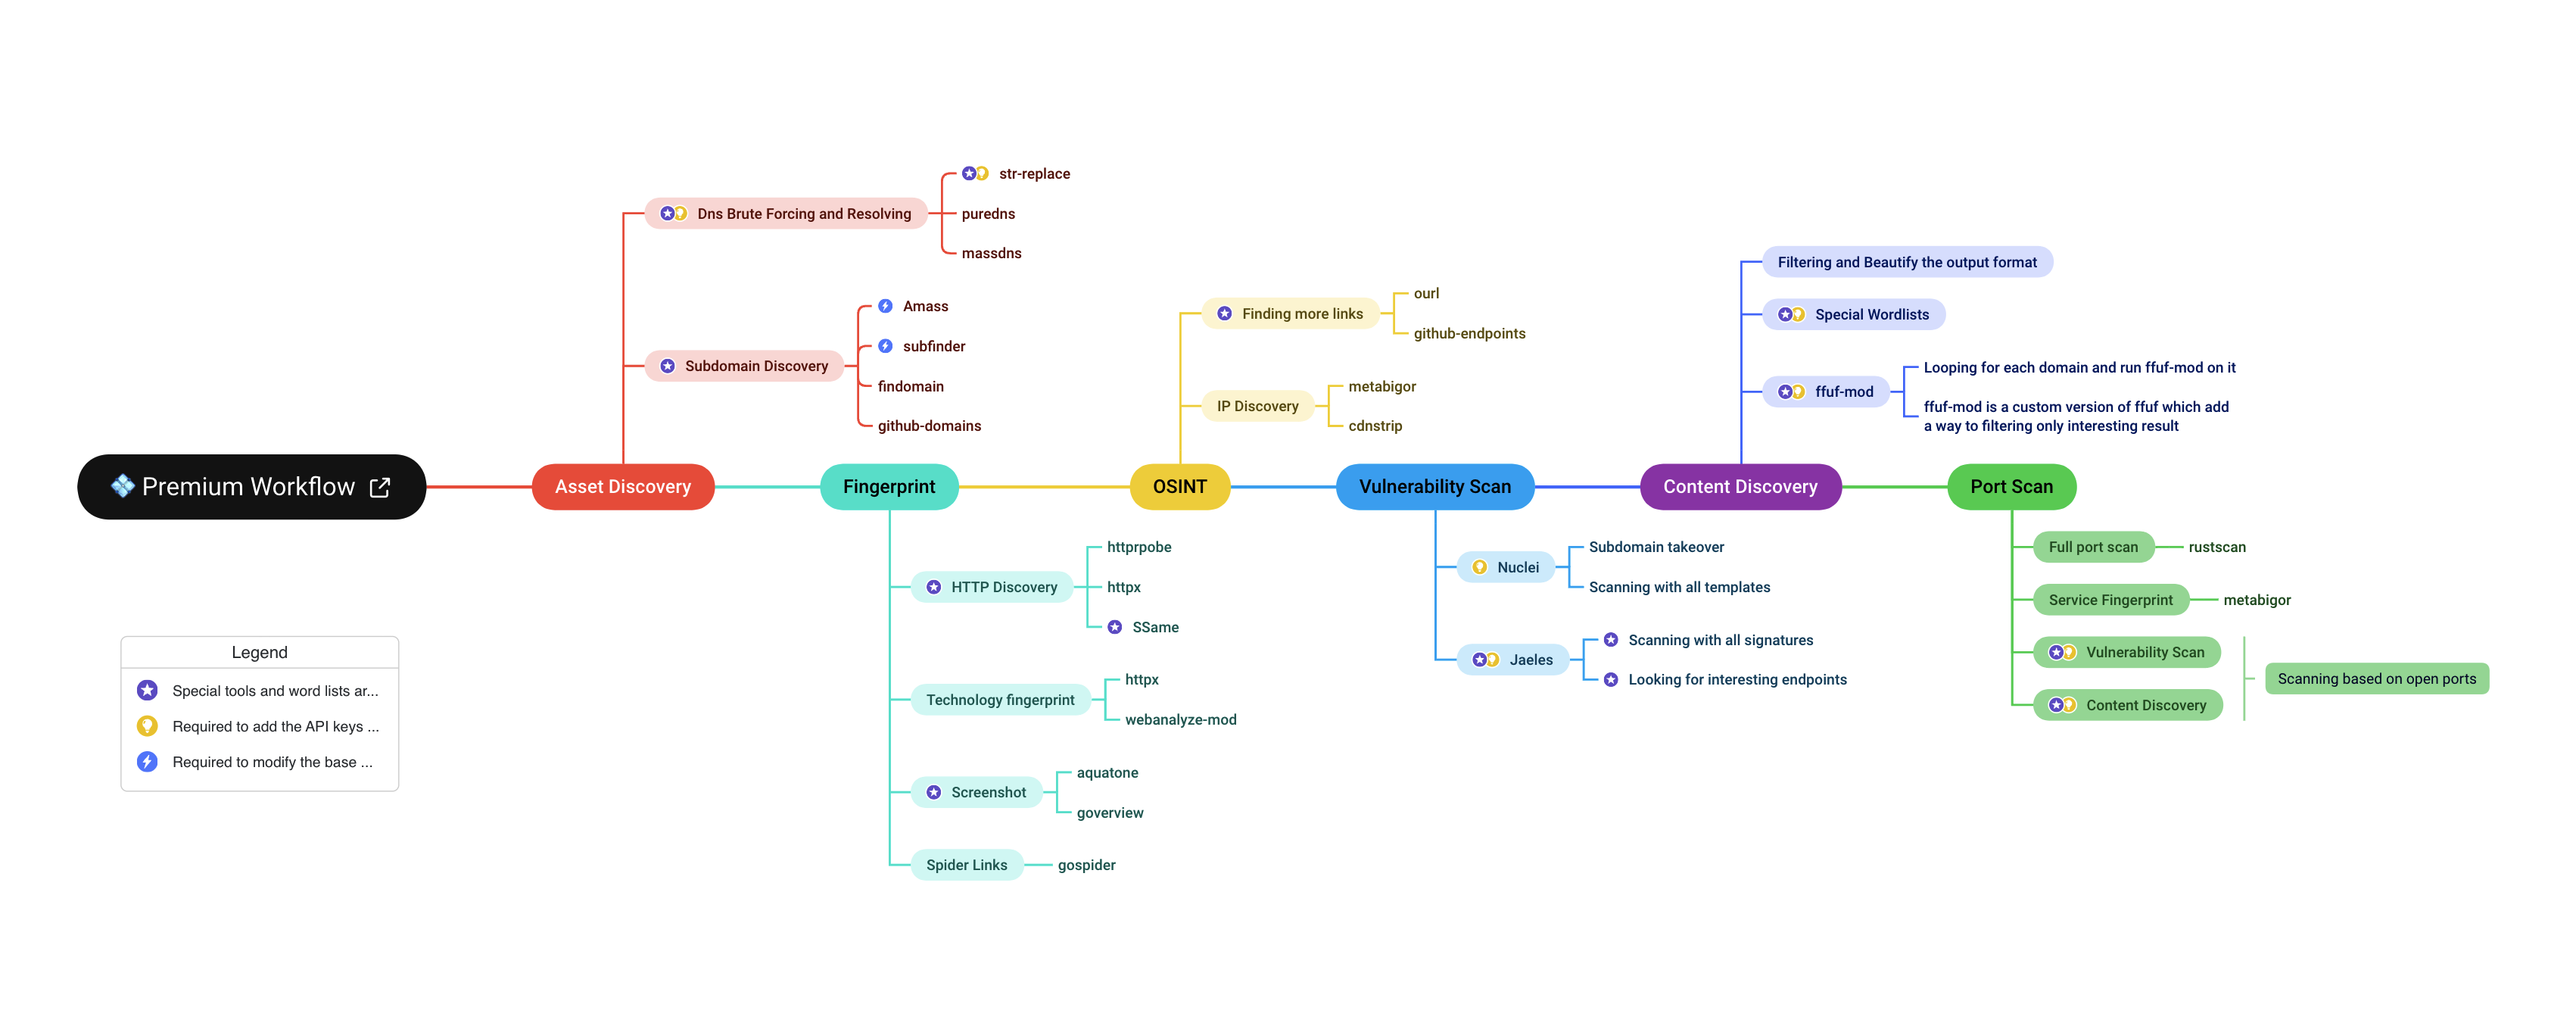 Premium Workflow
Asset Discovery
Dns Brute Forcing and Resolving
str-replace
puredns
massdns
Subdomain Discovery
Amass
subfinder
findomain
github-domains
Fingerprint
HTTP Discovery
httprpobe
httpx
SSame
Technology fingerprint
httpx
webanalyze-mod
Screenshot
aquatone
goverview
Spider Links
gospider
OSINT
Finding more links
ourl
github-endpoints
IP Discovery
metabigor
cdnstrip
Vulnerability Scan
Nuclei
Subdomain takeover
Scanning with all templates
Jaeles
Scanning with all signatures
Looking for interesting endpoints
Content Discovery
Filtering and Beautify the output format
Special Wordlists
ffuf-mod
Looping for each domain and run ffuf-mod on it
ffuf-mod is a custom version of ffuf which add
a way to filtering only interesting result
Port Scan
Full port scan
rustscan
Service Fingerprint
metabigor
Vulnerability Scan
Content Discovery
Scanning based on open ports
Legend
Special tools and word lists ar...
Required to add the API keys ...
Required to modify the base ...